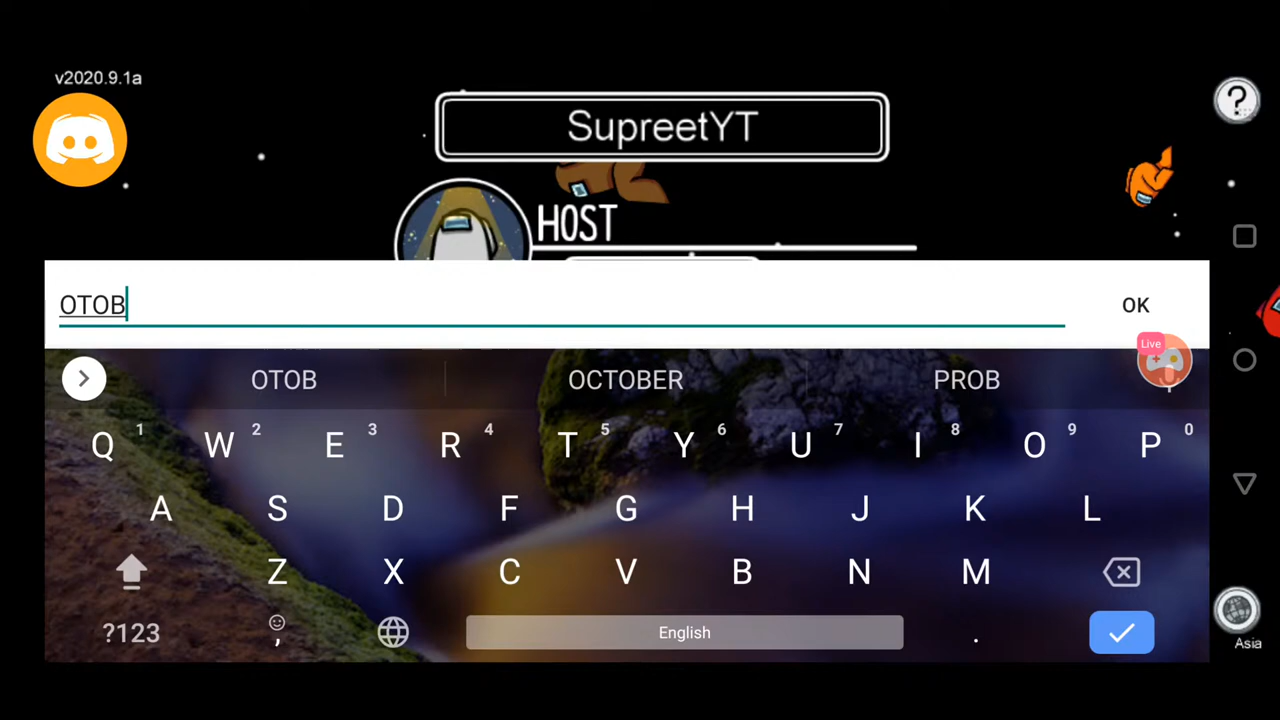 v2020.9.1a
SupreetYT
HOST
OTOB
OK
Live
OTOB OCTOBER PROB
Q 1 W 2 E 3 R 4 T 5 Y 6 U 7 I 8 O 9 P 0
A S D F G H J K L
Z X C V B N M
?123 , English .
Asia